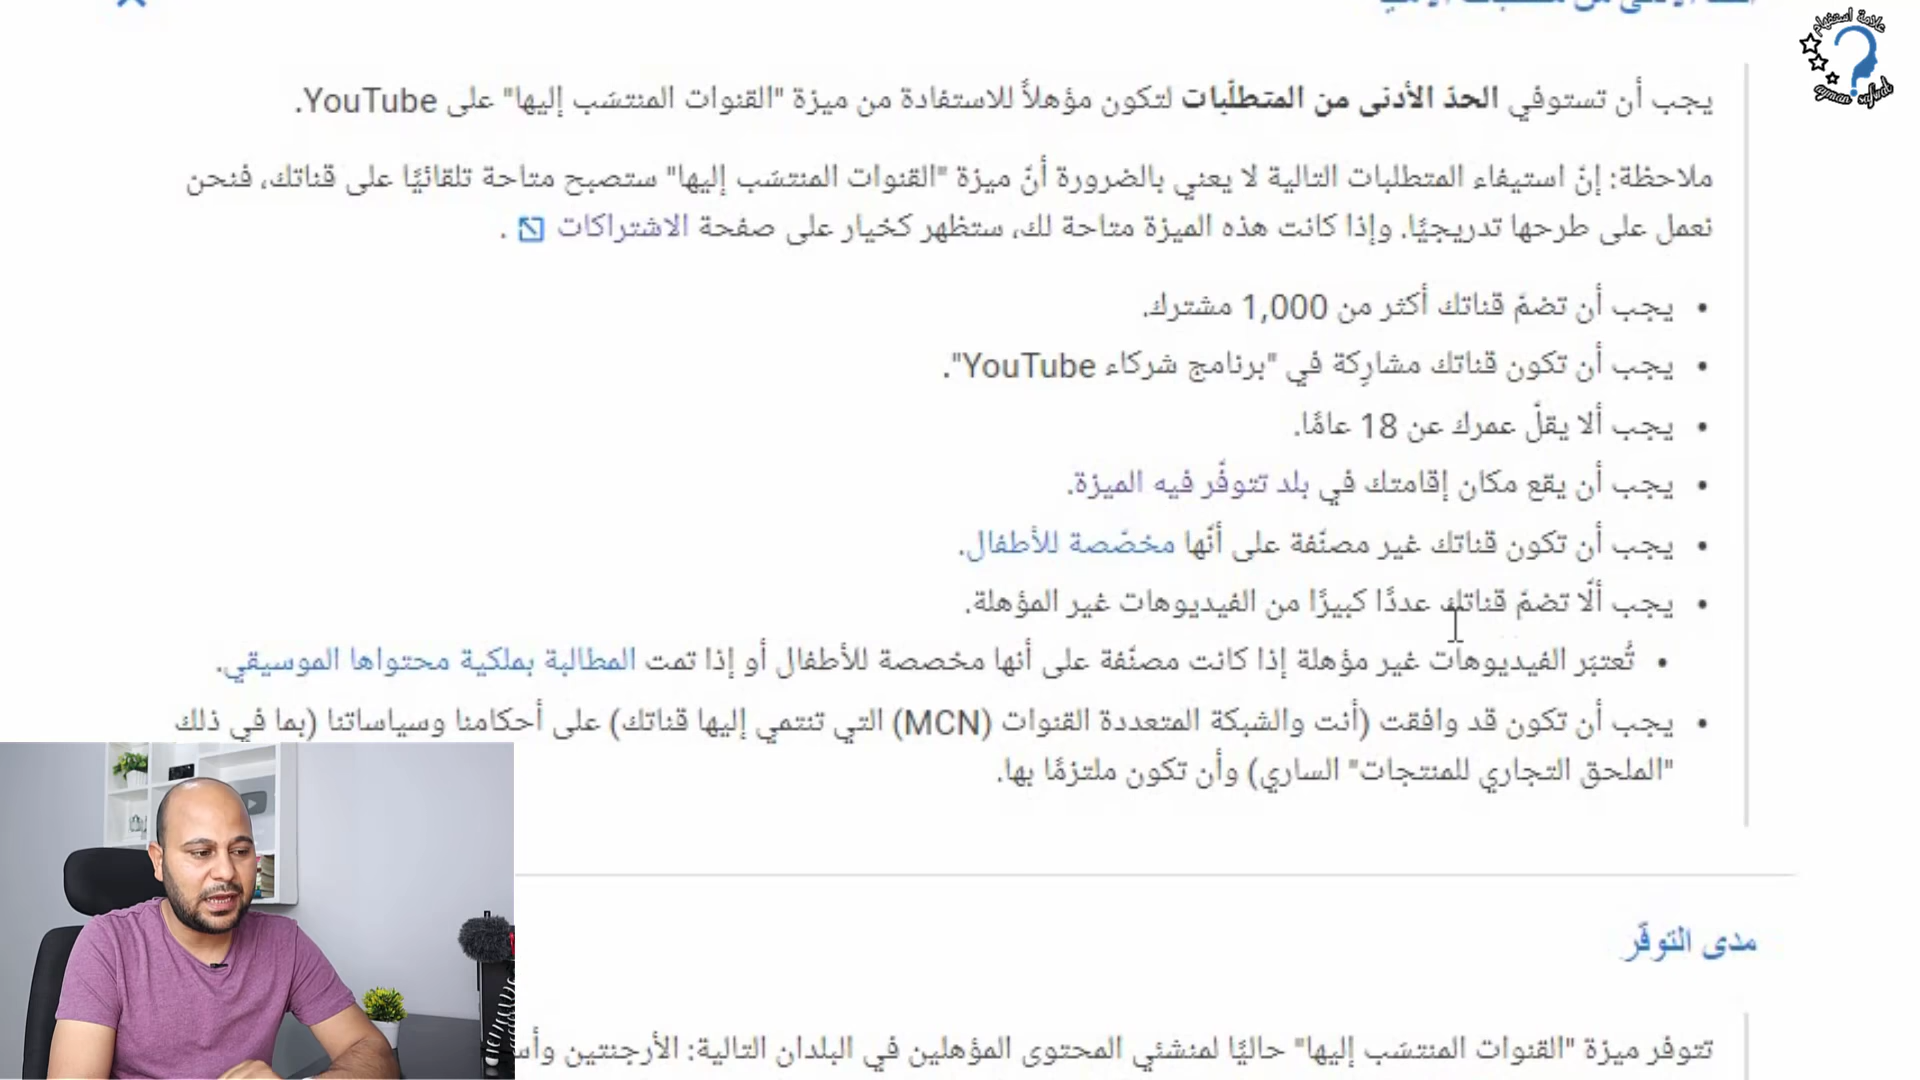 علامة استفهام
ayman
يجب أن تستوفي الحدّ الأدنى من المتطلّبات لتكون مؤهلاً للاستفادة من ميزة "القنوات المنتسَب إليها" على YouTube.
ملاحظة: إنّ استيفاء المتطلبات التالية لا يعني بالضرورة أنّ ميزة "القنوات المنتسَب إليها" ستصبح متاحة تلقائيًا على قناتك، فنحن
نعمل على طرحها تدريجيًا. وإذا كانت هذه الميزة متاحة لك، ستظهر كخيار على صفحة الاشتراكات .
• يجب أن تضمّ قناتك أكثر من 1,000 مشترك.
• يجب أن تكون قناتك مشارِكة في "برنامج شركاء YouTube".
• يجب ألا يقلّ عمرك عن 18 عامًا.
• يجب أن يقع مكان إقامتك في بلد تتوفّر فيه الميزة.
• يجب أن تكون قناتك غير مصنّفة على أنّها مخصّصة للأطفال.
• يجب ألّا تضمّ قناتك عددًا كبيرًا من الفيديوهات غير المؤهلة.
• تُعتبَر الفيديوهات غير مؤهلة إذا كانت مصنّفة على أنها مخصصة للأطفال أو إذا تمت المطالبة بملكية محتواها الموسيقي.
• يجب أن تكون قد وافقت (أنت والشبكة المتعددة القنوات (MCN) التي تنتمي إليها قناتك) على أحكامنا وسياساتنا (بما في ذلك
"الملحق التجاري للمنتجات" الساري) وأن تكون ملتزمًا بها.
مدى التوفّر
تتوفر ميزة "القنوات المنتسَب إليها" حاليًا لمنشئي المحتوى المؤهلين في البلدان التالية: الأرجنتين